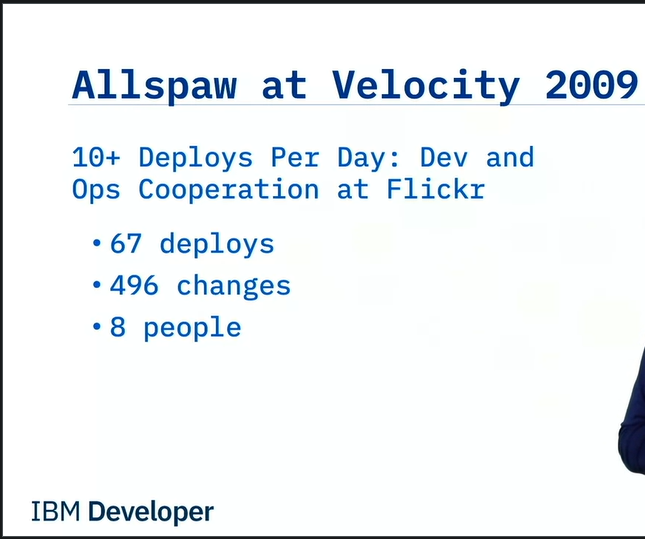 Allspaw at Velocity 2009
10+ Deploys Per Day: Dev and
Ops Cooperation at Flickr
• 67 deploys
• 496 changes
• 8 people
IBM Developer